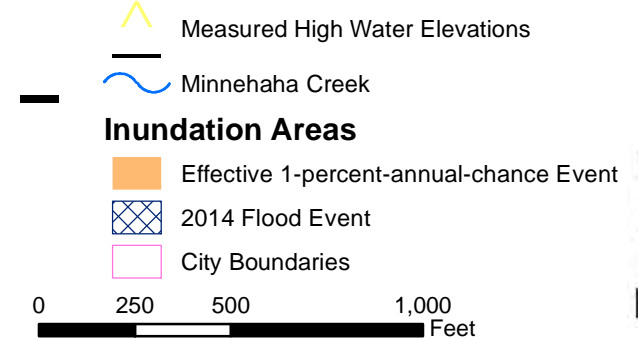 Measured High Water Elevations
Minnehaha Creek
Inundation Areas
Effective 1-percent-annual-chance Event
2014 Flood Event
City Boundaries
0 250 500 1,000
Feet